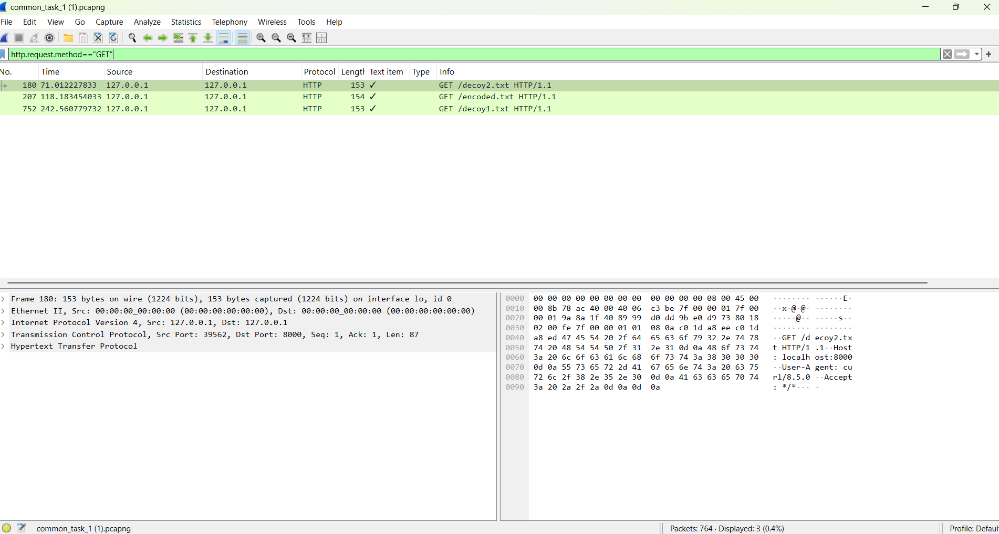 common_task_1 (1).pcapng
File Edit View Go Capture Analyze Statistics Telephony Wireless Tools Help
http.request.method=="GET"
No. Time Source Destination Protocol Length Text item Type Info
180 71.012227833 127.0.0.1 127.0.0.1 HTTP 153 ✓ GET /decoy2.txt HTTP/1.1
207 118.183454033 127.0.0.1 127.0.0.1 HTTP 154 ✓ GET /encoded.txt HTTP/1.1
752 242.560779732 127.0.0.1 127.0.0.1 HTTP 153 ✓ GET /decoy1.txt HTTP/1.1
Frame 180: 153 bytes on wire (1224 bits), 153 bytes captured (1224 bits) on interface lo, id 0
Ethernet II, Src: 00:00:00_00:00:00 (00:00:00:00:00:00), Dst: 00:00:00_00:00:00 (00:00:00:00:00:00)
Internet Protocol Version 4, Src: 127.0.0.1, Dst: 127.0.0.1
Transmission Control Protocol, Src Port: 39562, Dst Port: 8000, Seq: 1, Ack: 1, Len: 87
Hypertext Transfer Protocol
0000 00 00 00 00 00 00 00 00 00 00 00 00 08 00 45 00 ········ ······E·
0010 00 8b 78 ac 40 00 40 06 c3 be 7f 00 00 01 7f 00 ··x·@·@· ········
0020 00 01 9a 8a 1f 40 89 99 d0 dd 9b e0 d9 73 80 18 ·····@·· ·····s··
0030 02 00 fe 7f 00 00 01 01 08 0a c0 1d a8 ee c0 1d ········ ········
0040 a8 ed 47 45 54 20 2f 64 65 63 6f 79 32 2e 74 78 ··GET /d ecoy2.tx
0050 74 20 48 54 54 50 2f 31 2e 31 0d 0a 48 6f 73 74 t HTTP/1 .1··Host
0060 3a 20 6c 6f 63 61 6c 68 6f 73 74 3a 38 30 30 30 : localh ost:8000
0070 0d 0a 55 73 65 72 2d 41 67 65 6e 74 3a 20 63 75 ··User-A gent: cu
0080 72 6c 2f 38 2e 35 2e 30 0d 0a 41 63 63 65 70 74 rl/8.5.0 ··Accept
0090 3a 20 2a 2f 2a 0d 0a 0d 0a : */*··· ·
common_task_1 (1).pcapng Packets: 764 · Displayed: 3 (0.4%) Profile: Defaul